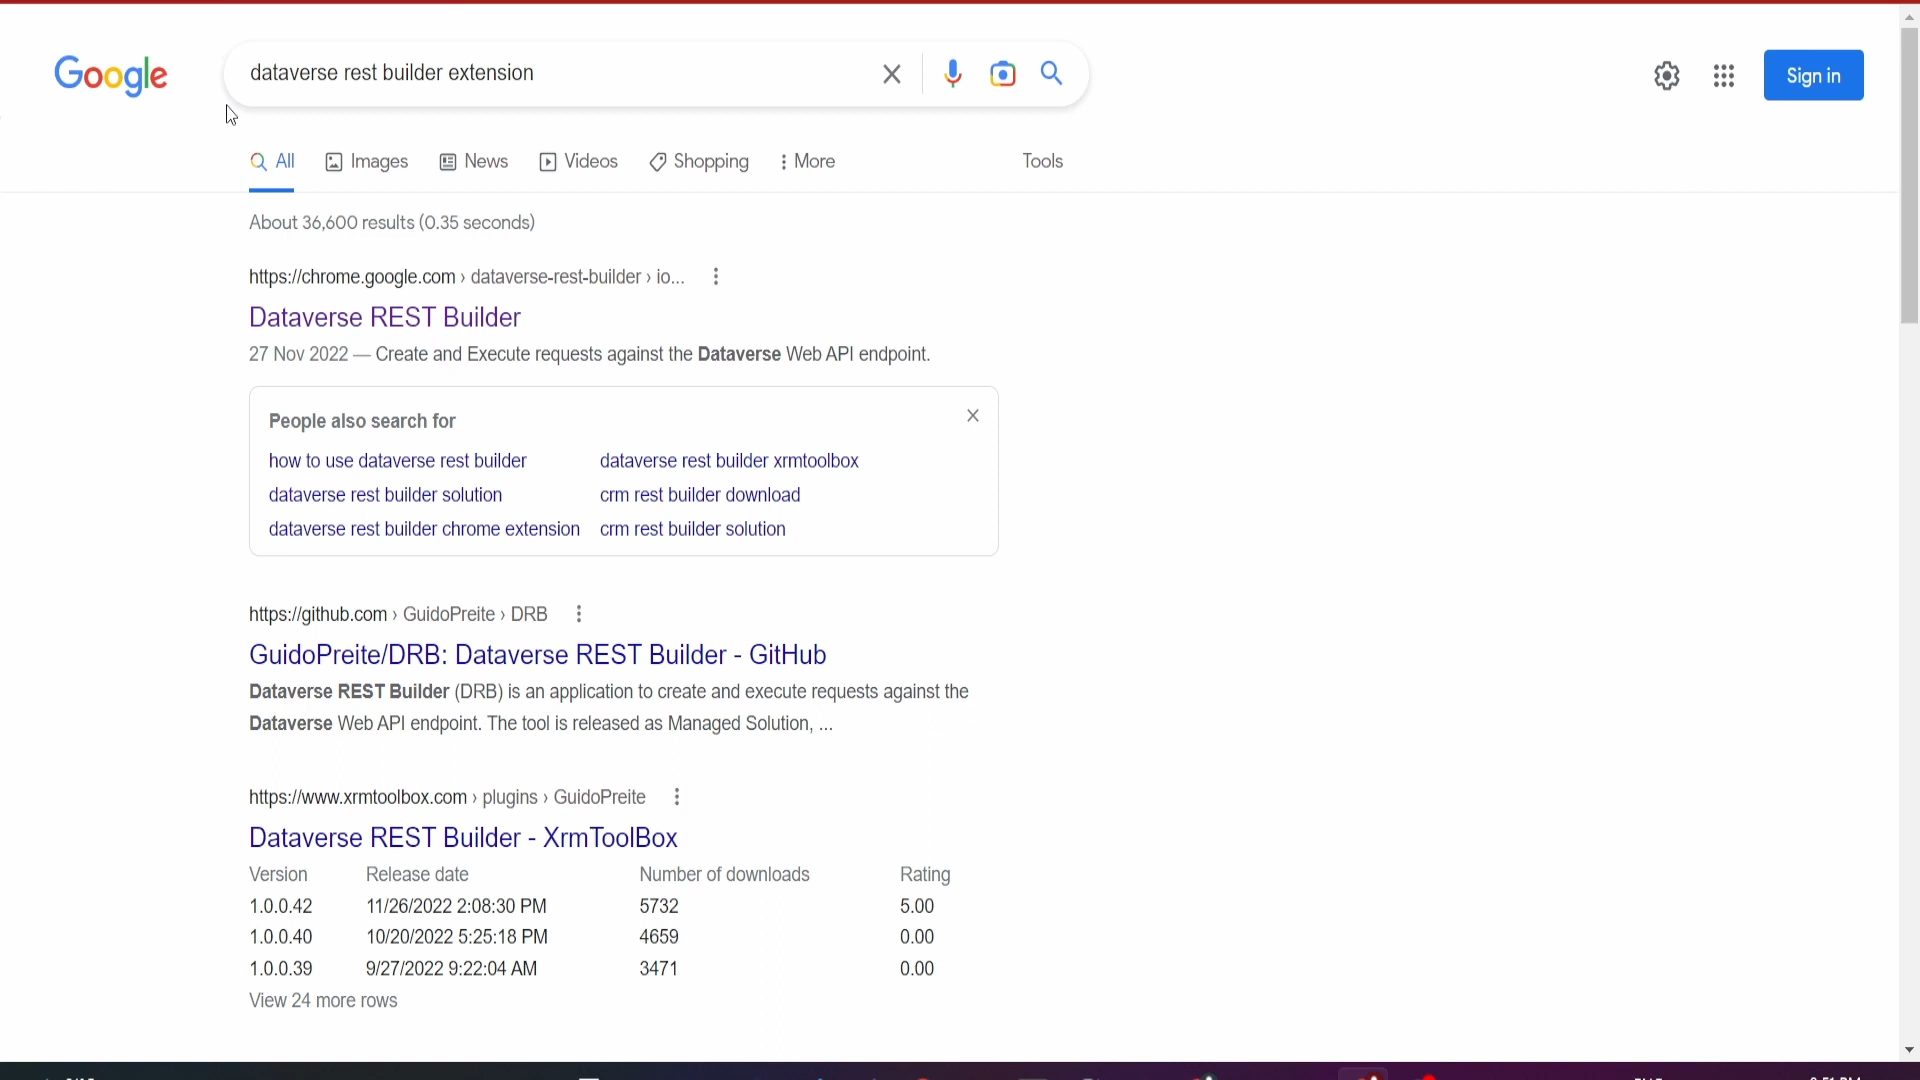 Google
dataverse rest builder extension
Sign in
All
Images
News
Videos
Shopping
More
Tools
About 36,600 results (0.35 seconds)
https://chrome.google.com › dataverse-rest-builder › io...
Dataverse REST Builder
27 Nov 2022 — Create and Execute requests against the Dataverse Web API endpoint.
People also search for
how to use dataverse rest builder
dataverse rest builder xrmtoolbox
dataverse rest builder solution
crm rest builder download
dataverse rest builder chrome extension
crm rest builder solution
https://github.com › GuidoPreite › DRB
GuidoPreite/DRB: Dataverse REST Builder - GitHub
Dataverse REST Builder (DRB) is an application to create and execute requests against the
Dataverse Web API endpoint. The tool is released as Managed Solution, ...
https://www.xrmtoolbox.com › plugins › GuidoPreite
Dataverse REST Builder - XrmToolBox
Version Release date Number of downloads Rating
1.0.0.42 11/26/2022 2:08:30 PM 5732 5.00
1.0.0.40 10/20/2022 5:25:18 PM 4659 0.00
1.0.0.39 9/27/2022 9:22:04 AM 3471 0.00
View 24 more rows